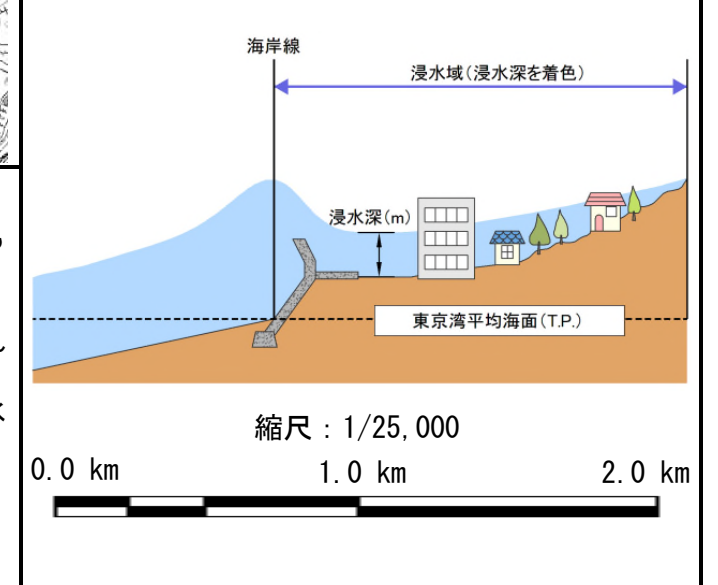 海岸線
浸水域(浸水深を着色)
浸水深(m)
東京湾平均海面(T.P.)
縮尺：1/25,000
0.0 km 1.0 km 2.0 km